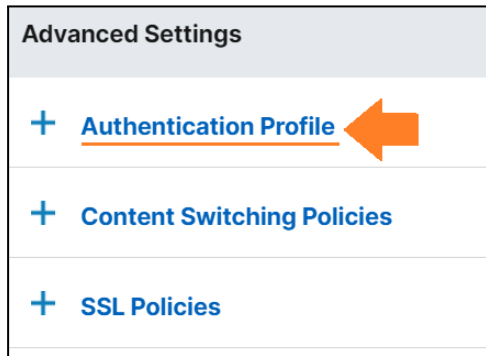 Advanced Settings
+ Authentication Profile
+ Content Switching Policies
+ SSL Policies